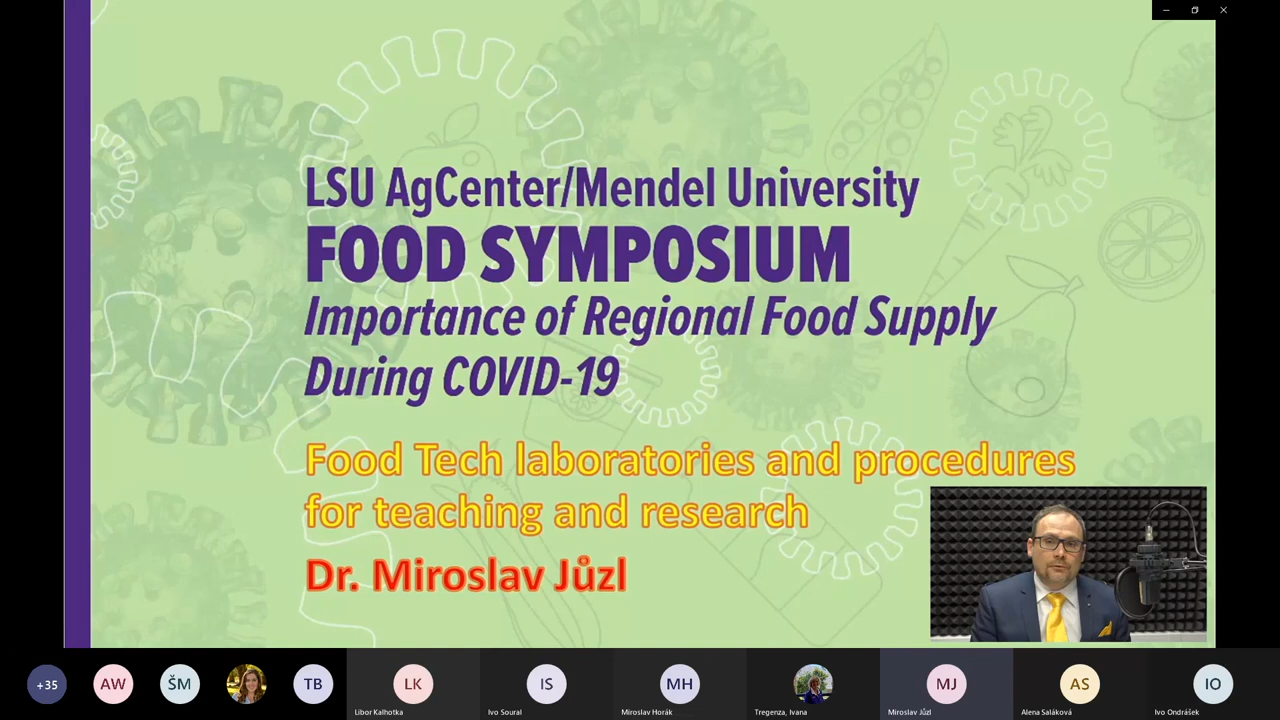 LSU AgCenter/Mendel University
FOOD SYMPOSIUM
Importance of Regional Food Supply
During COVID-19
Food Tech laboratories and procedures
for teaching and research
Dr. Miroslav Jůzl
+35
AW
ŠM
TB
LK
IS
MH
MJ
AS
IO
Libor Kalhotka
Ivo Soural
Miroslav Horák
Tregenza, Ivana
Miroslav Jůzl
Alena Saláková
Ivo Ondrášek